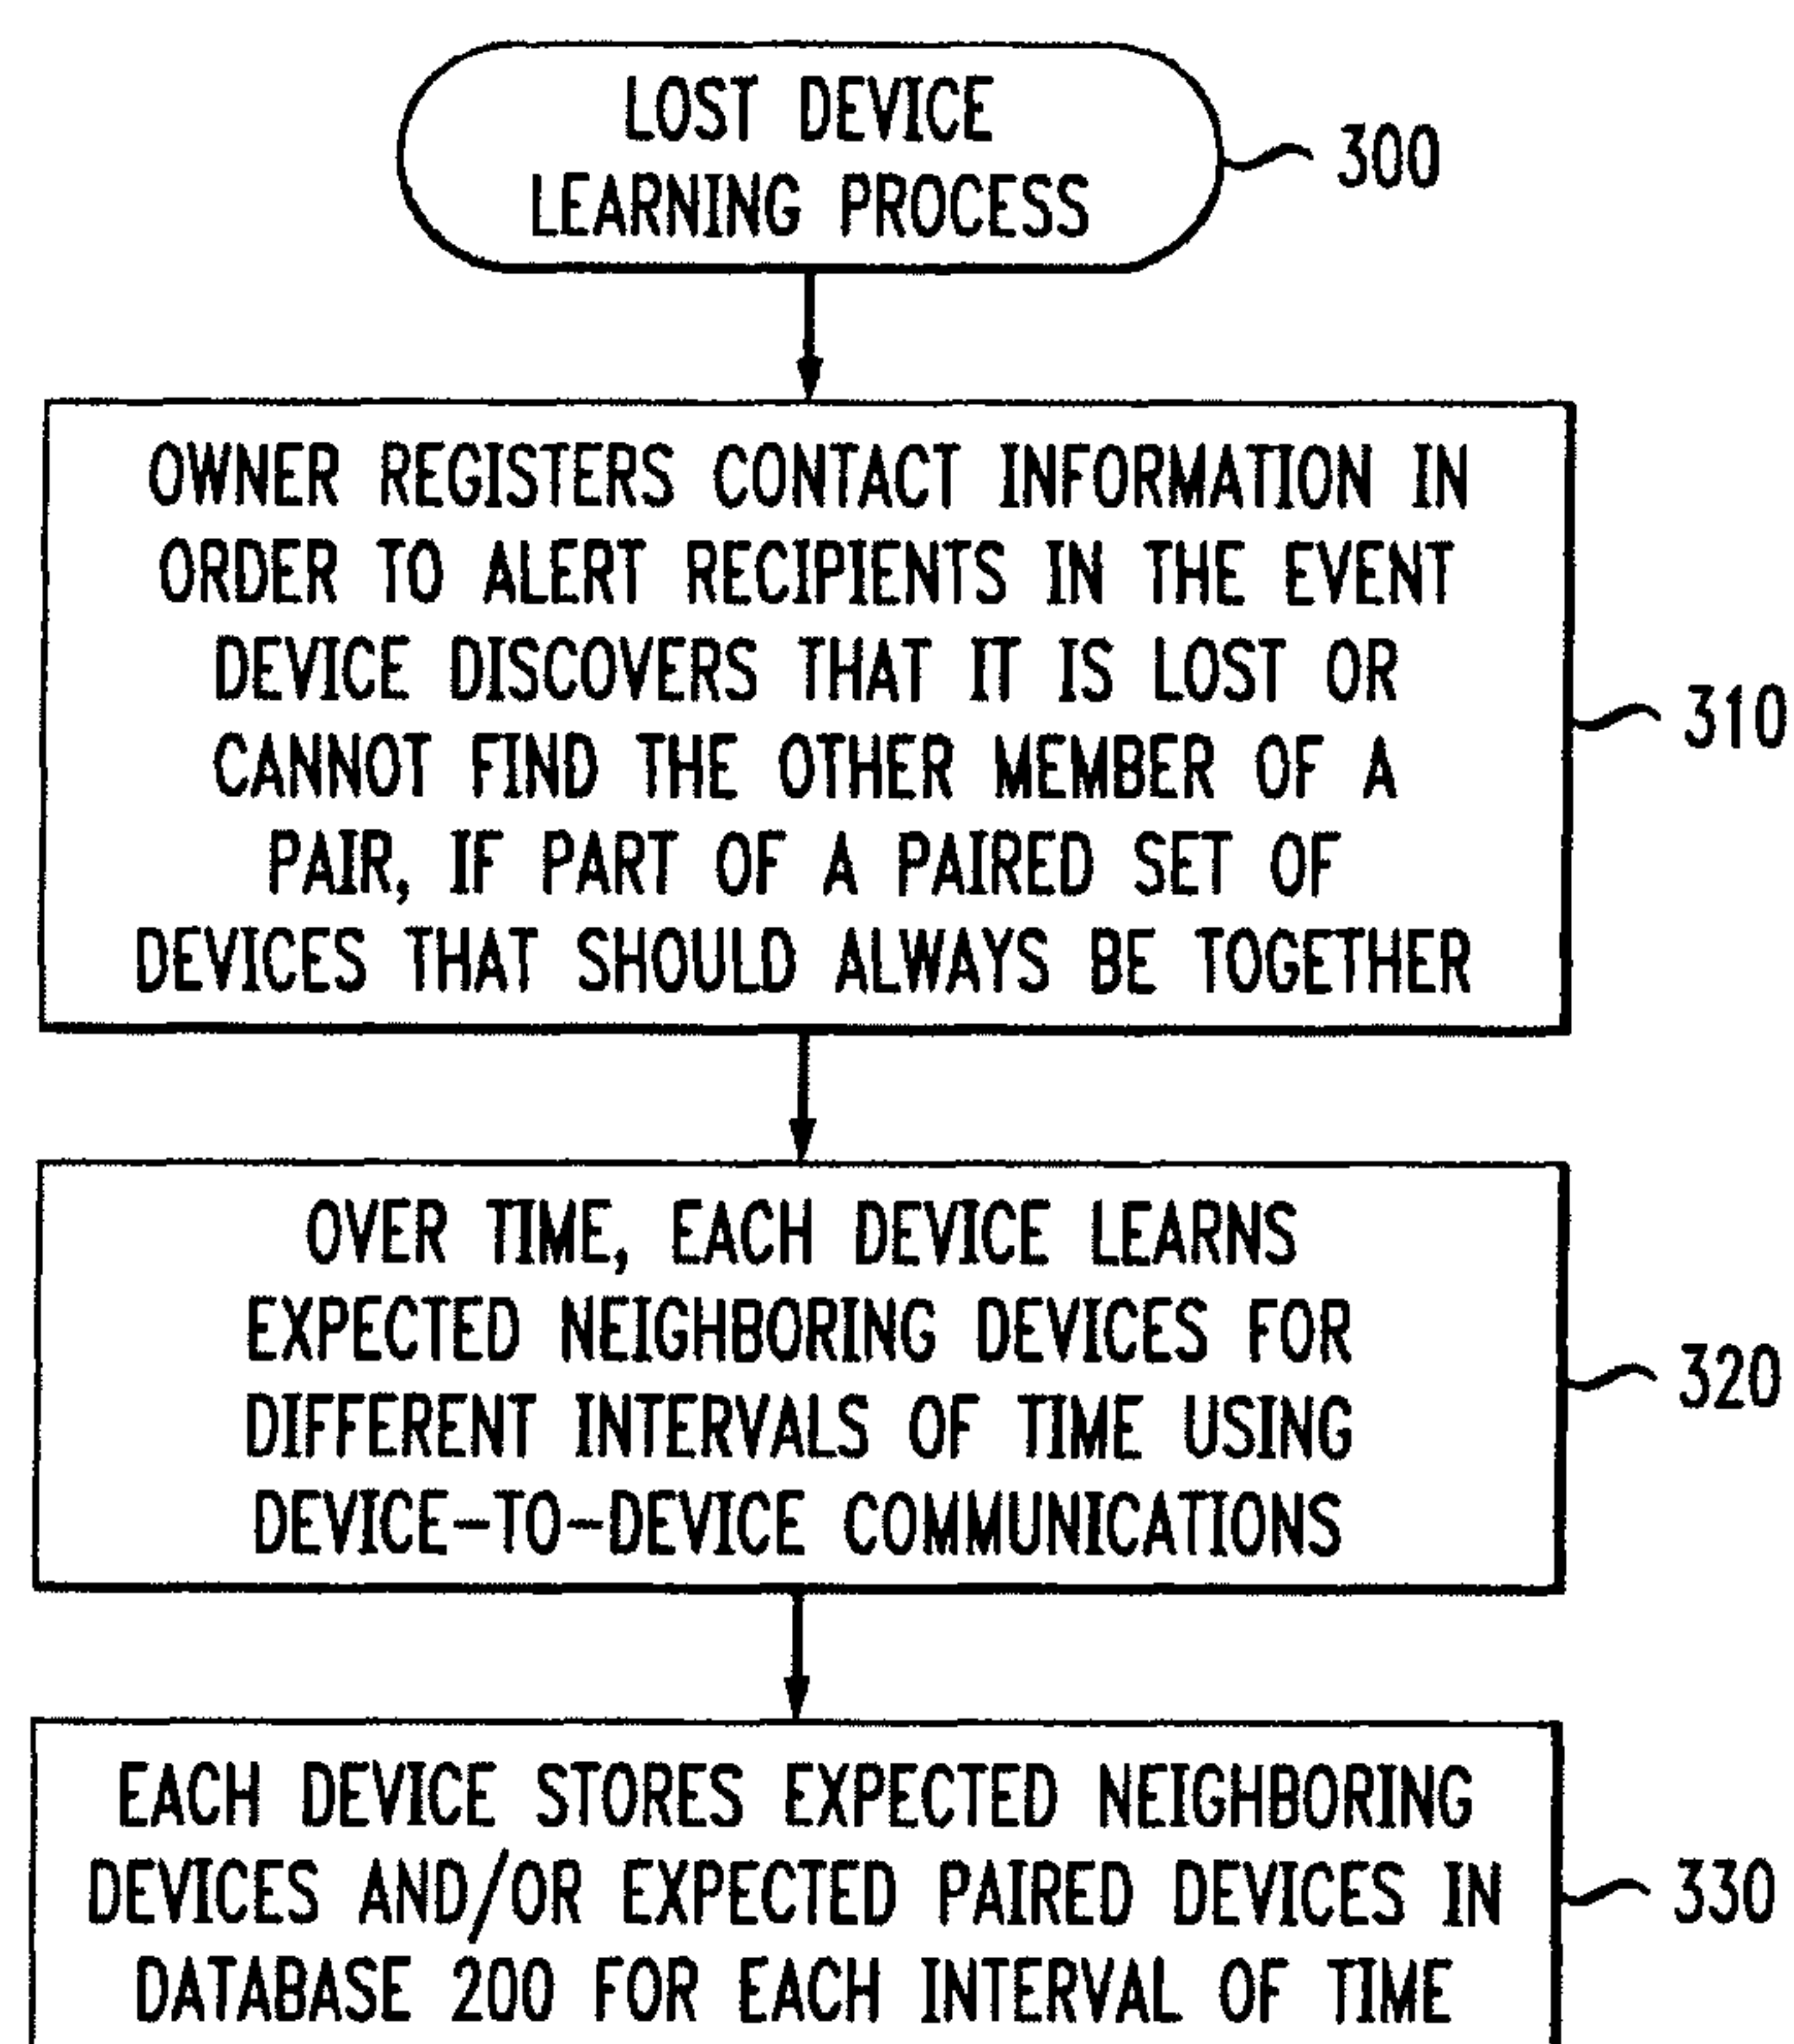 LOST DEVICE
LEARNING PROCESS
300
OWNER REGISTERS CONTACT INFORMATION IN
ORDER TO ALERT RECIPIENTS IN THE EVENT
DEVICE DISCOVERS THAT IT IS LOST OR
CANNOT FIND THE OTHER MEMBER OF A
PAIR, IF PART OF A PAIRED SET OF
DEVICES THAT SHOULD ALWAYS BE TOGETHER
310
OVER TIME, EACH DEVICE LEARNS
EXPECTED NEIGHBORING DEVICES FOR
DIFFERENT INTERVALS OF TIME USING
DEVICE-TO-DEVICE COMMUNICATIONS
320
EACH DEVICE STORES EXPECTED NEIGHBORING
DEVICES AND/OR EXPECTED PAIRED DEVICES IN
DATABASE 200 FOR EACH INTERVAL OF TIME
330